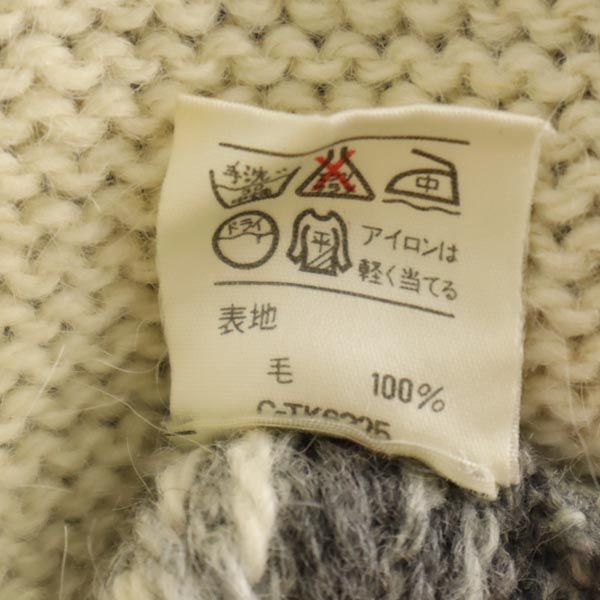 手洗
中
ドライ
平
アイロンは
軽く当てる
表地
毛 100%